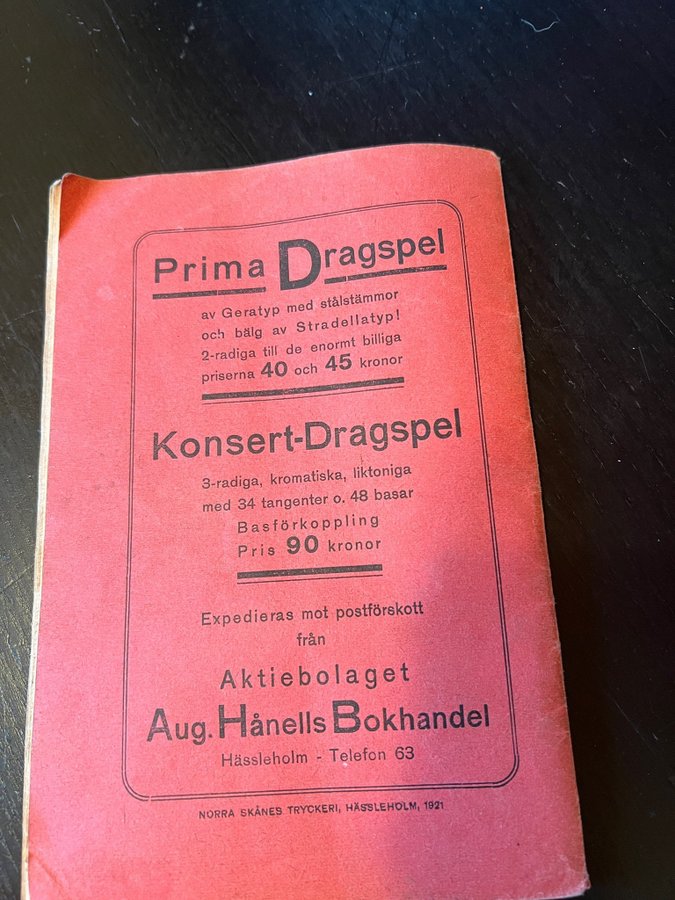 Prima Dragspel
av Geratyp med stålstämmor
och bälg av Stradellatyp!
2-radiga till de enormt billiga
priserna 40 och 45 kronor
Konsert-Dragspel
3-radiga, kromatiska, liktoniga
med 34 tangenter o. 48 basar
Basförkoppling
Pris 90 kronor
Expedieras mot postförskott
från
Aktiebolaget
Aug. Hånells Bokhandel
Hässleholm - Telefon 63
NORRA SKÅNES TRYCKERI, HÄSSLEHOLM, 1921